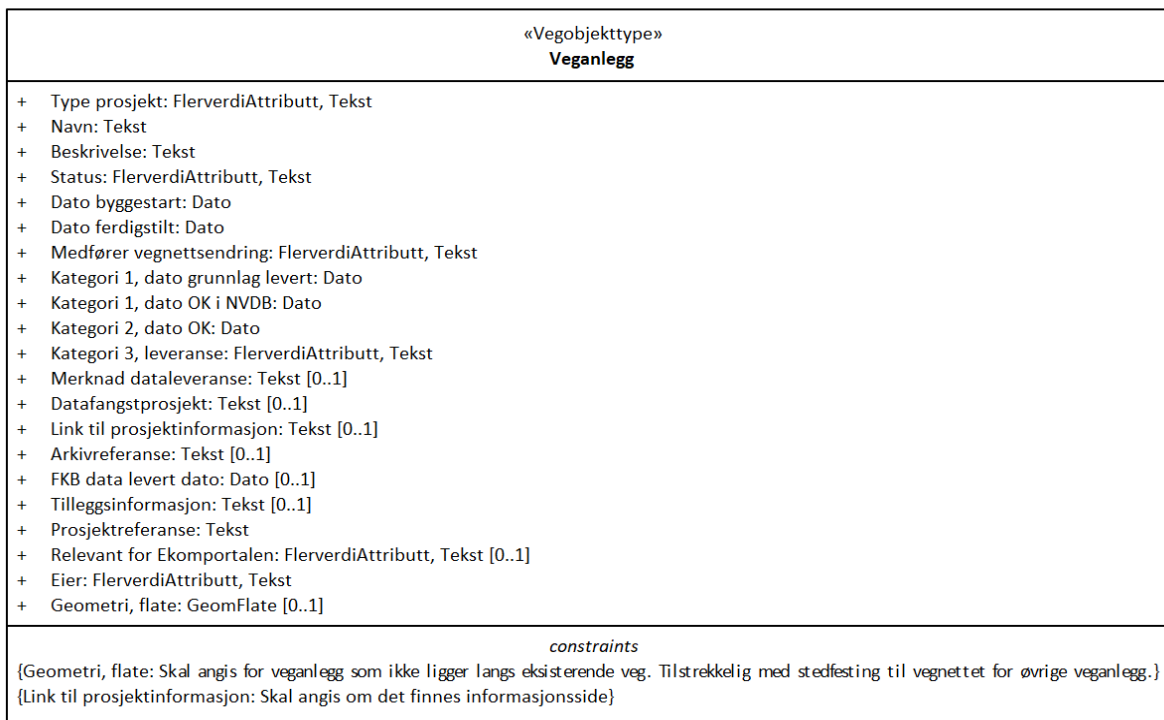 «Vegobjekttype»
Veganlegg
+ Type prosjekt: FlerverdiAttributt, Tekst
+ Navn: Tekst
+ Beskrivelse: Tekst
+ Status: FlerverdiAttributt, Tekst
+ Dato byggestart: Dato
+ Dato ferdigstilt: Dato
+ Medfører vegnettsendring: FlerverdiAttributt, Tekst
+ Kategori 1, dato grunnlag levert: Dato
+ Kategori 1, dato OK i NVDB: Dato
+ Kategori 2, dato OK: Dato
+ Kategori 3, leveranse: FlerverdiAttributt, Tekst
+ Merknad dataleveranse: Tekst [0..1]
+ Datafangstprosjekt: Tekst [0..1]
+ Link til prosjektinformasjon: Tekst [0..1]
+ Arkivreferanse: Tekst [0..1]
+ FKB data levert dato: Dato [0..1]
+ Tilleggsinformasjon: Tekst [0..1]
+ Prosjektreferanse: Tekst
+ Relevant for Ekomportalen: FlerverdiAttributt, Tekst [0..1]
+ Eier: FlerverdiAttributt, Tekst
+ Geometri, flate: GeomFlate [0..1]
constraints
{Geometri, flate: Skal angis for veganlegg som ikke ligger langs eksisterende veg. Tilstrekkelig med stedfesting til vegnettet for øvrige veganlegg.}
{Link til prosjektinformasjon: Skal angis om det finnes informasjonsside}